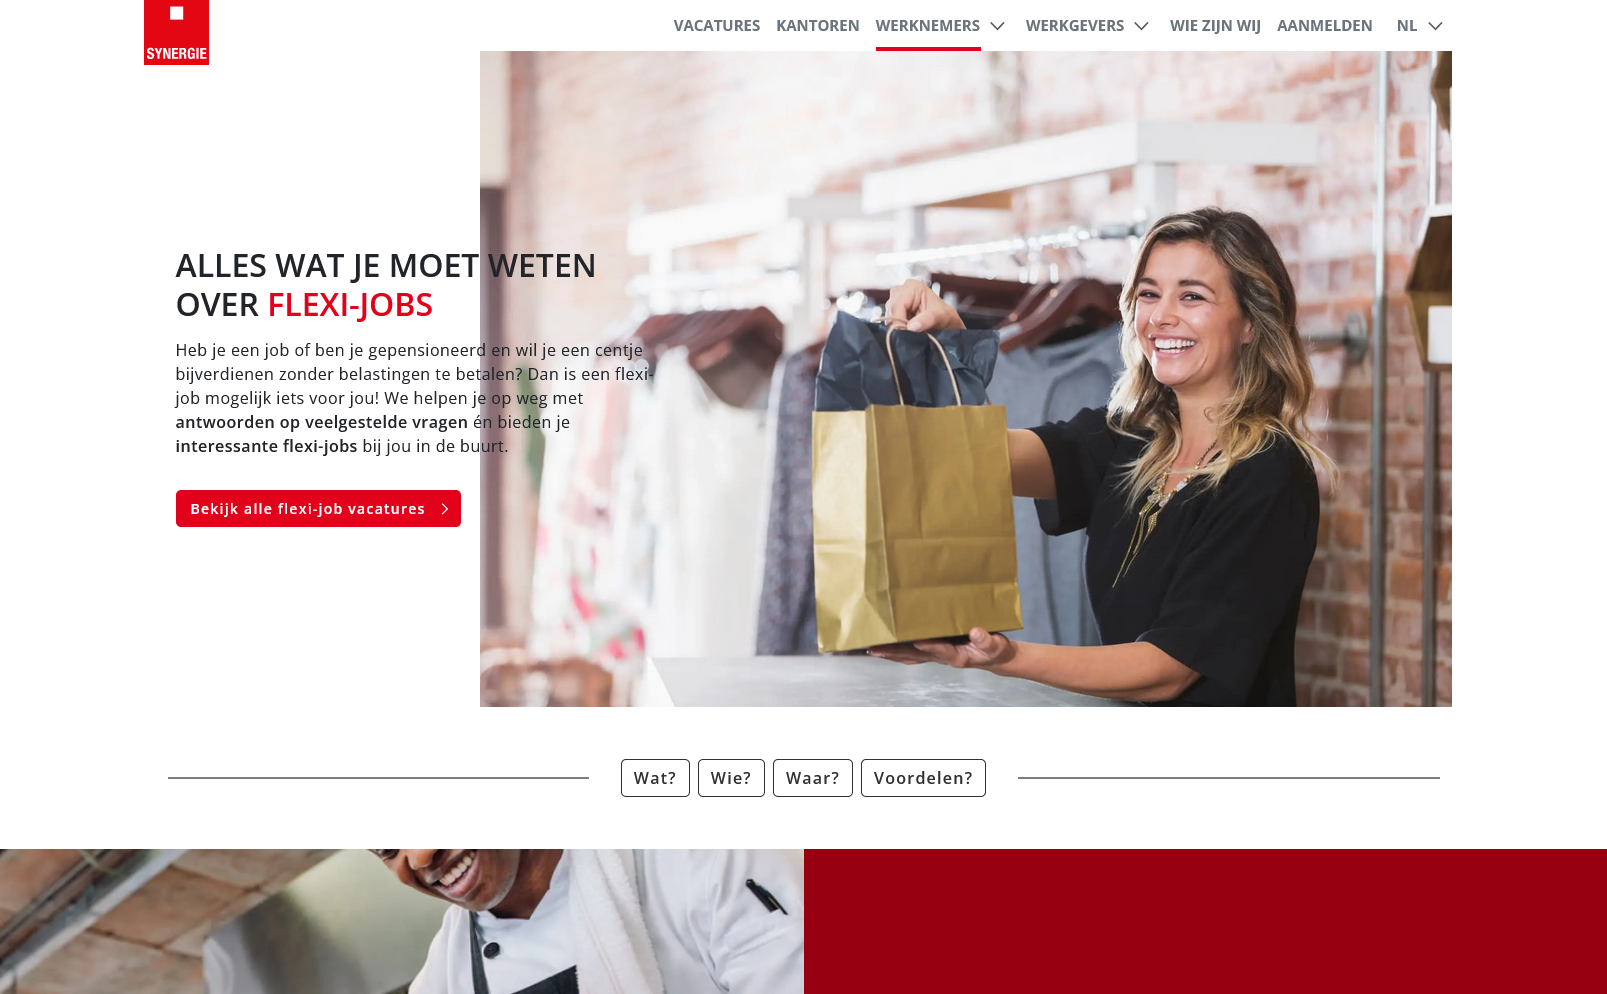 SYNERGIE
VACATURES KANTOREN WERKNEMERS WERKGEVERS WIE ZIJN WIJ AANMELDEN NL
ALLES WAT JE MOET WETEN
OVER FLEXI-JOBS
Heb je een job of ben je gepensioneerd en wil je een centje
bijverdienen zonder belastingen te betalen? Dan is een flexi-
job mogelijk iets voor jou! We helpen je op weg met
antwoorden op veelgestelde vragen én bieden je
interessante flexi-jobs bij jou in de buurt.
Bekijk alle flexi-job vacatures
Wat? Wie? Waar? Voordelen?